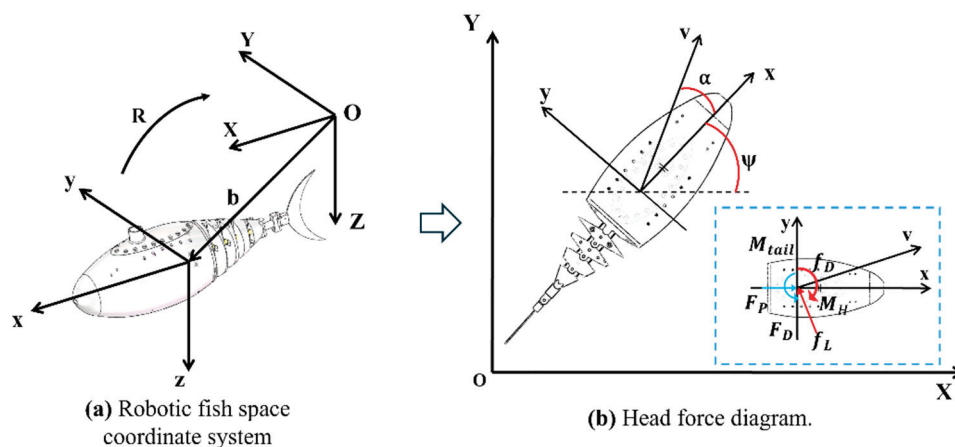 Y
O
R
X
y
b
Z
x
z
(a) Robotic fish space
coordinate system
Y
v
α
x
y
ψ
y
M_tail
f_D
v
x
F_P
M_H
F_D
f_L
O
X
(b) Head force diagram.